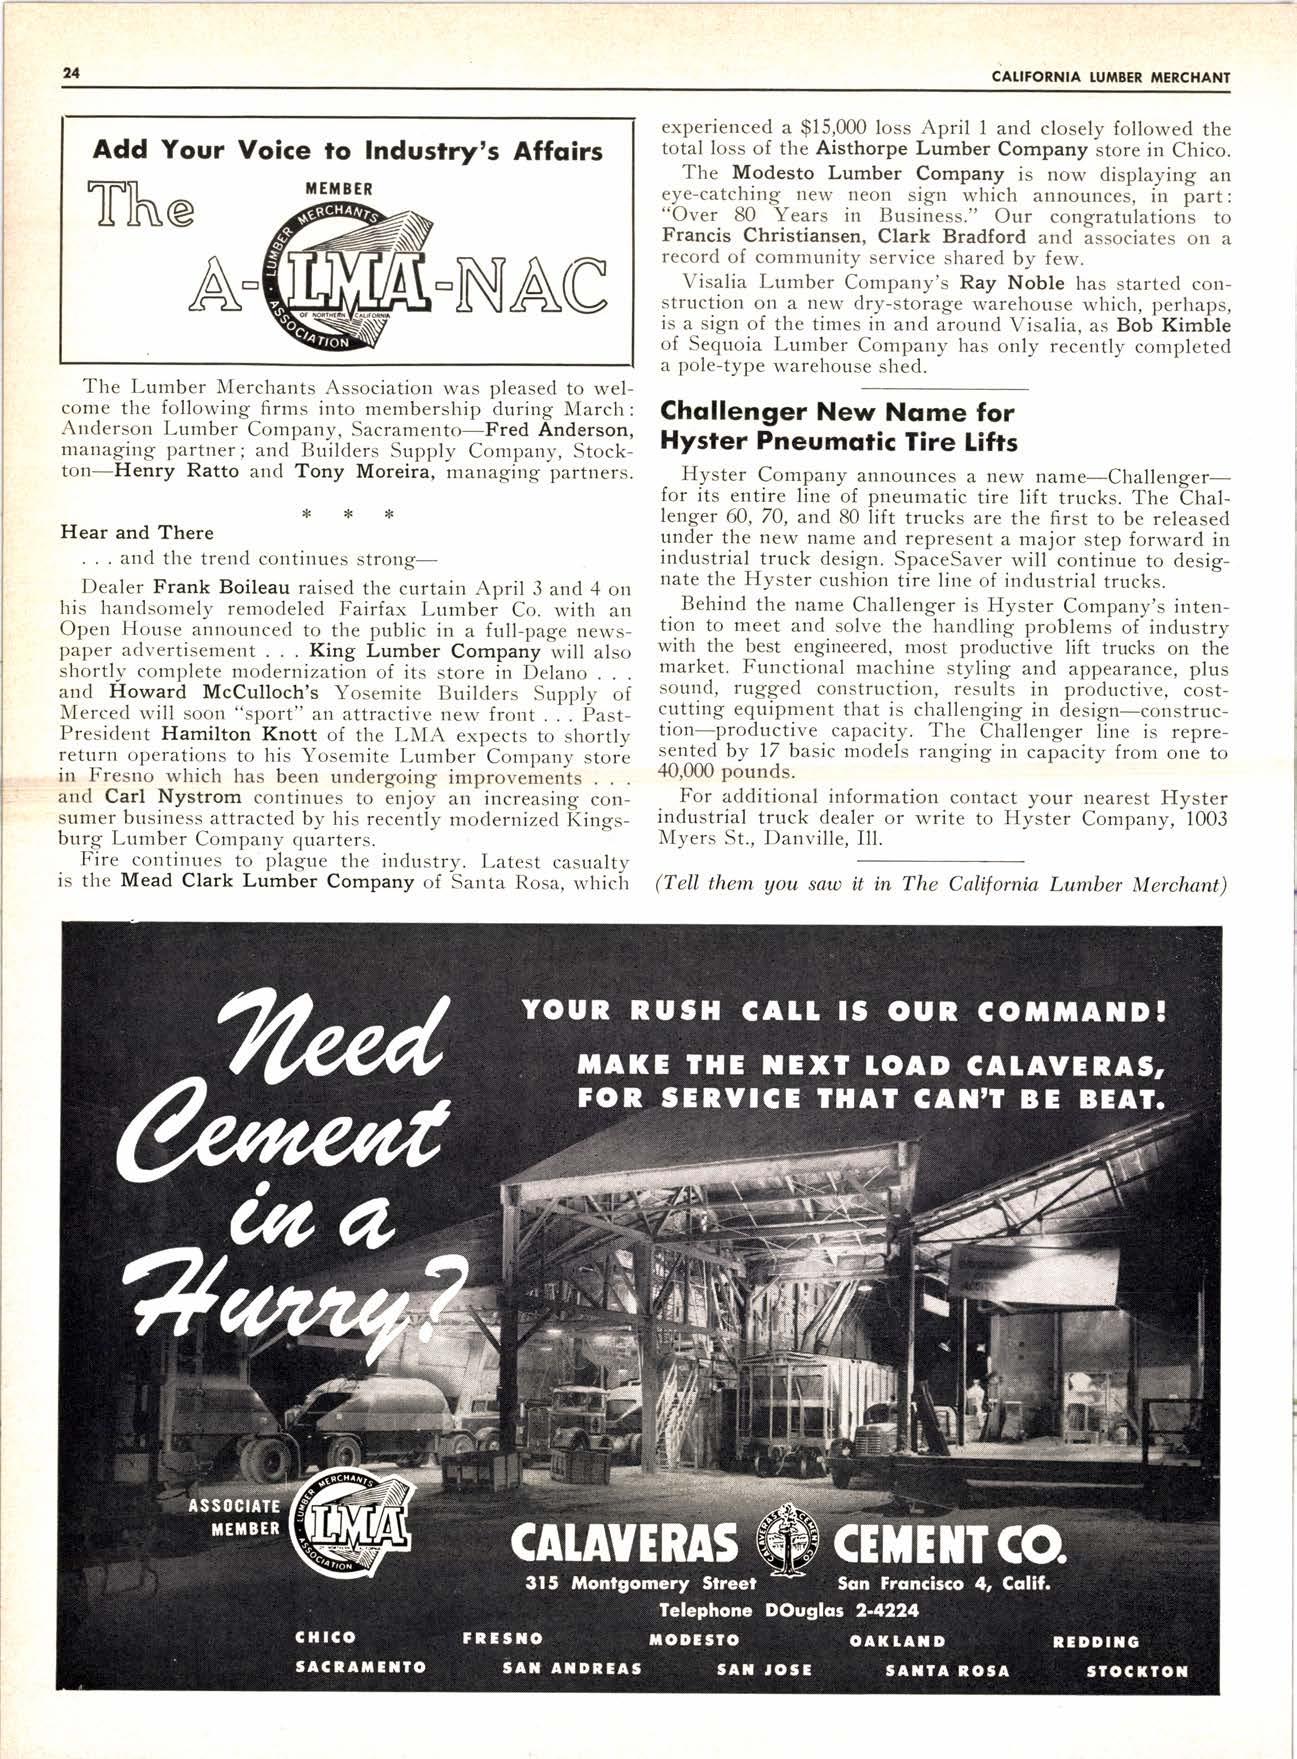 24
CALIFORNIA LUMBER MERCHANT
Add Your Voice to Industry's Affairs
The
MEMBER
A-LMA-NAC
LUMBER MERCHANTS
OF NORTHERN CALIFORNIA
ASSOCIATION
The Lumber Merchants Association was pleased to wel-
come the following firms into membership during March:
Anderson Lumber Company, Sacramento—Fred Anderson,
managing partner; and Builders Supply Company, Stock-
ton—Henry Ratto and Tony Moreira, managing partners.
* * *
Hear and There
. . . and the trend continues strong—
Dealer Frank Boileau raised the curtain April 3 and 4 on
his handsomely remodeled Fairfax Lumber Co. with an
Open House announced to the public in a full-page news-
paper advertisement . . . King Lumber Company will also
shortly complete modernization of its store in Delano . . .
and Howard McCulloch's Yosemite Builders Supply of
Merced will soon "sport" an attractive new front . . . Past-
President Hamilton Knott of the LMA expects to shortly
return operations to his Yosemite Lumber Company store
in Fresno which has been undergoing improvements . . .
and Carl Nystrom continues to enjoy an increasing con-
sumer business attracted by his recently modernized Kings-
burg Lumber Company quarters.
Fire continues to plague the industry. Latest casualty
is the Mead Clark Lumber Company of Santa Rosa, which
experienced a $15,000 loss April 1 and closely followed the
total loss of the Aisthorpe Lumber Company store in Chico.
The Modesto Lumber Company is now displaying an
eye-catching new neon sign which announces, in part:
"Over 80 Years in Business." Our congratulations to
Francis Christiansen, Clark Bradford and associates on a
record of community service shared by few.
Visalia Lumber Company's Ray Noble has started con-
struction on a new dry-storage warehouse which, perhaps,
is a sign of the times in and around Visalia, as Bob Kimble
of Sequoia Lumber Company has only recently completed
a pole-type warehouse shed.
Challenger New Name for
Hyster Pneumatic Tire Lifts
Hyster Company announces a new name—Challenger—
for its entire line of pneumatic tire lift trucks. The Chal-
lenger 60, 70, and 80 lift trucks are the first to be released
under the new name and represent a major step forward in
industrial truck design. SpaceSaver will continue to desig-
nate the Hyster cushion tire line of industrial trucks.
Behind the name Challenger is Hyster Company's inten-
tion to meet and solve the handling problems of industry
with the best engineered, most productive lift trucks on the
market. Functional machine styling and appearance, plus
sound, rugged construction, results in productive, cost-
cutting equipment that is challenging in design—construc-
tion—productive capacity. The Challenger line is repre-
sented by 17 basic models ranging in capacity from one to
40,000 pounds.
For additional information contact your nearest Hyster
industrial truck dealer or write to Hyster Company, 1003
Myers St., Danville, Ill.
(Tell them you saw it in The California Lumber Merchant)
Need
Cement
in a
Hurry?
YOUR RUSH CALL IS OUR COMMAND!
MAKE THE NEXT LOAD CALAVERAS,
FOR SERVICE THAT CAN'T BE BEAT.
ASSOCIATE
MEMBER
LUMBER MERCHANTS
LMA
ASSOCIATION
CALAVERAS CEMENT CO.
CALAVERAS CEMENT CO
315 Montgomery Street San Francisco 4, Calif.
Telephone DOuglas 2-4224
CHICO FRESNO MODESTO OAKLAND REDDING
SACRAMENTO SAN ANDREAS SAN JOSE SANTA ROSA STOCKTON